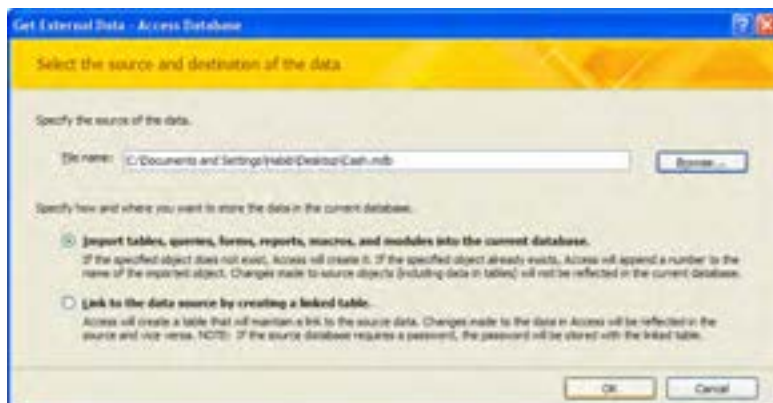 Get External Data - Access Database
Select the source and destination of the data
Specify the source of the data.
File name: C:\Documents and Settings\Habib\Desktop\Cash.mdb Browse...
Specify how and where you want to store the data in the current database.
Import tables, queries, forms, reports, macros, and modules into the current database.
If the specified object does not exist, Access will create it. If the specified object already exists, Access will append a number to the
name of the imported object. Changes made to source objects (including data in tables) will not be reflected in the current database.
Link to the data source by creating a linked table.
Access will create a table that will maintain a link to the source data. Changes made to the data in Access will be reflected in the
source and vice versa. NOTE: If the source database requires a password, the password will be stored with the linked table.
OK Cancel